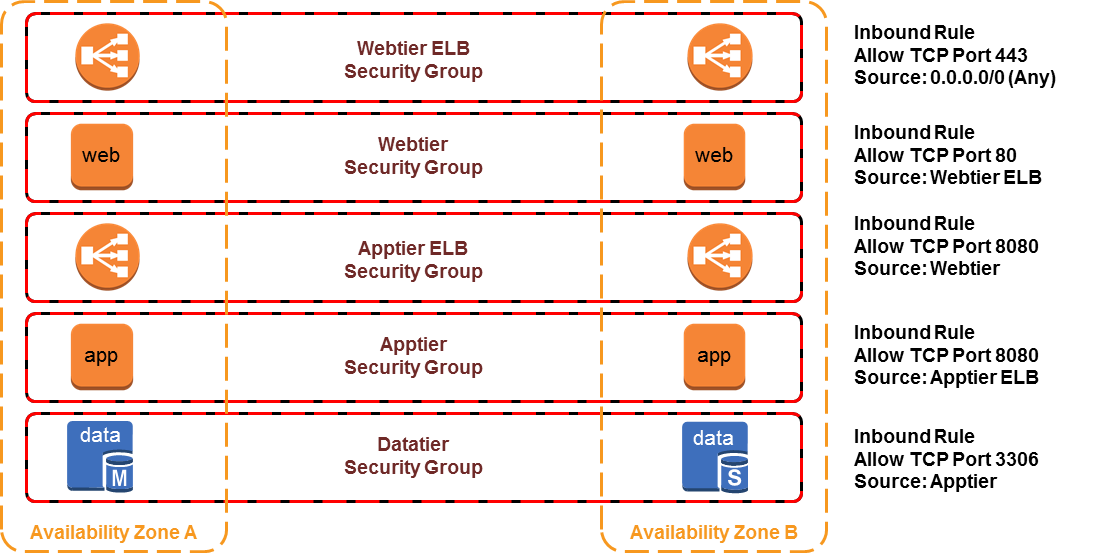 Webtier ELB
Security Group
Inbound Rule
Allow TCP Port 443
Source: 0.0.0.0/0 (Any)
web
Webtier
Security Group
web
Inbound Rule
Allow TCP Port 80
Source: Webtier ELB
Apptier ELB
Security Group
Inbound Rule
Allow TCP Port 8080
Source: Webtier
app
Apptier
Security Group
app
Inbound Rule
Allow TCP Port 8080
Source: Apptier ELB
data
M
Datatier
Security Group
data
S
Inbound Rule
Allow TCP Port 3306
Source: Apptier
Availability Zone A
Availability Zone B